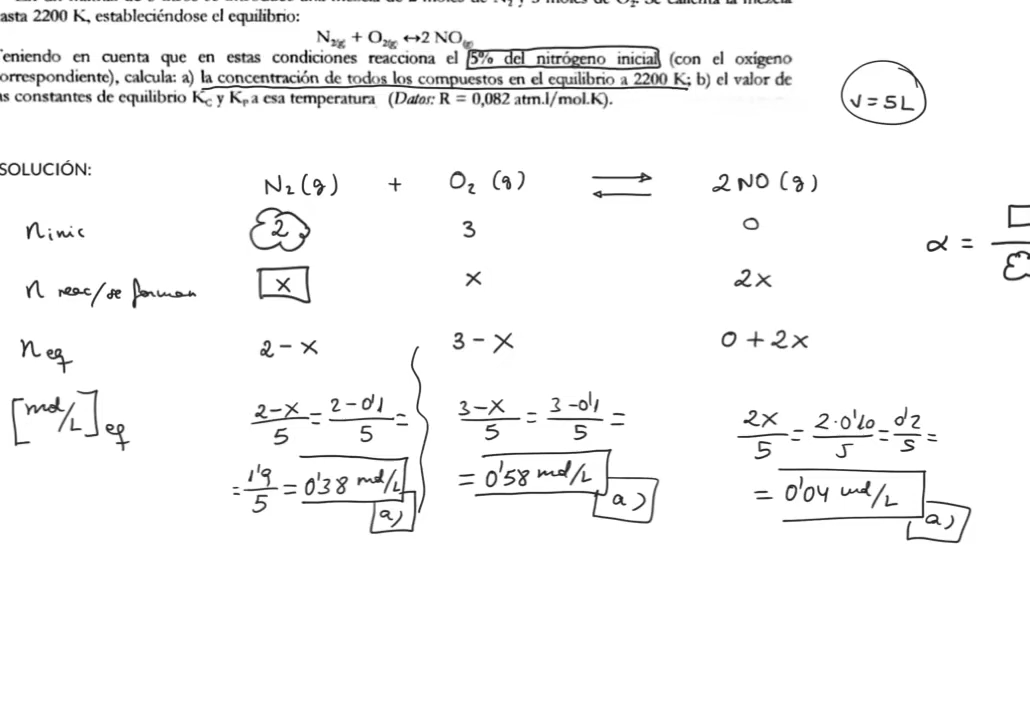 asta 2200 K, estableciéndose el equilibrio:
N₂(g) + O₂(g) ↔2 NO(g)
eniendo en cuenta que en estas condiciones reacciona el 5% del nitrógeno inicial (con el oxígeno
orrespondiente), calcula: a) la concentración de todos los compuestos en el equilibrio a 2200 K; b) el valor de
as constantes de equilibrio K_C y K_P a esa temperatura (Datos: R = 0,082 atm.l/mol.K).
V = 5L
SOLUCIÓN:
N₂(g) + O₂ (g) ⇌ 2 NO (g)
n inic 2 3 0
α =
n reac/se forman x x 2x
n eq 2 - x 3 - x 0 + 2x
[mol/L] eq
2-x/5 = 2-0'1/5 = 3-x/5 = 3-0'1/5 = 2x/5 = 2·0'10/5 = 0'2/5 =
= 1'9/5 = 0'38 mol/L = 0'58 mol/L = 0'04 mol/L
a) a) a)